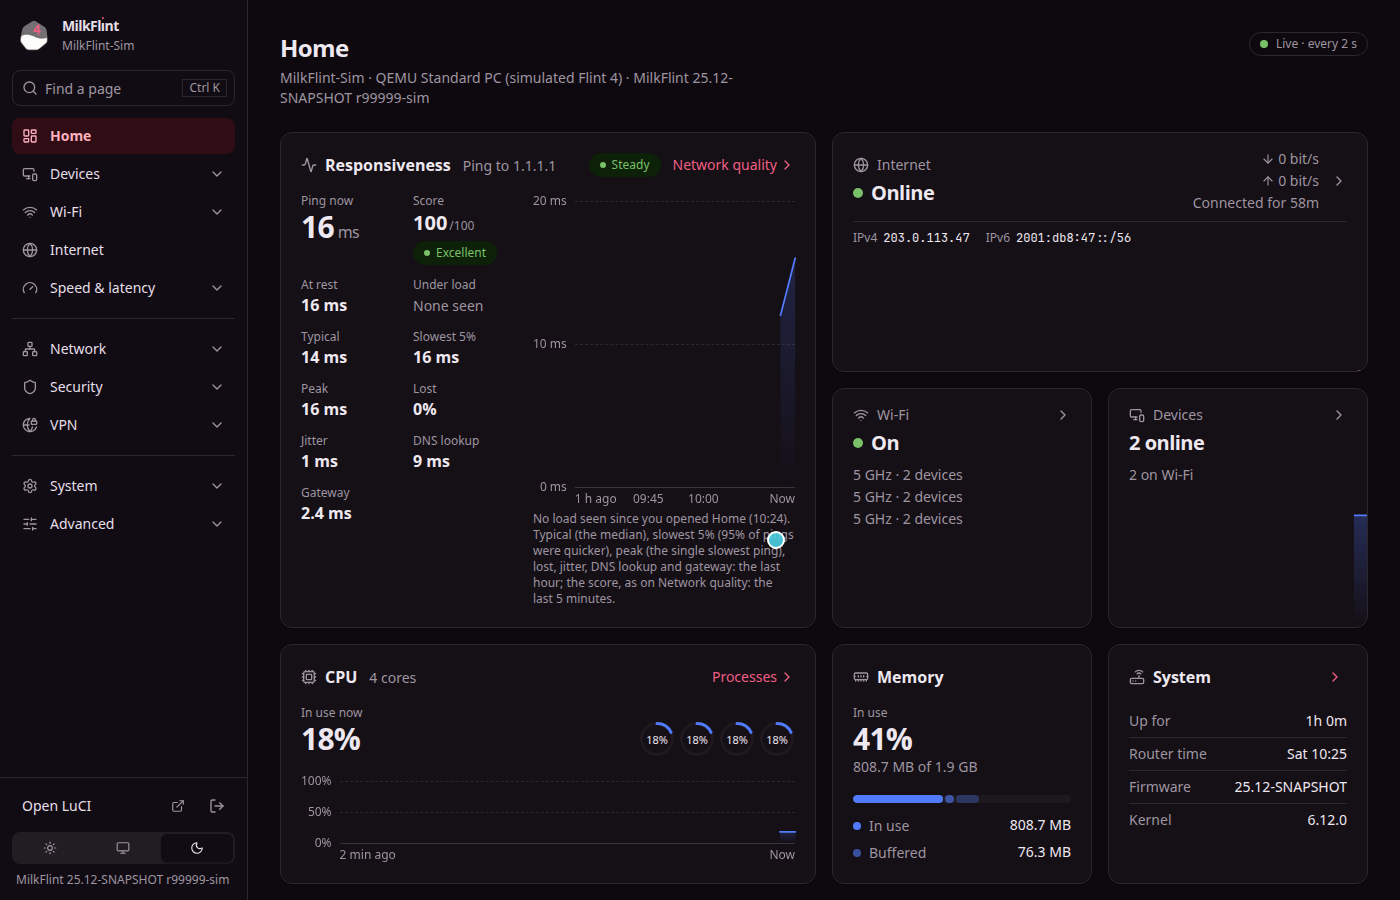 MilkFlint
MilkFlint-Sim
Find a page
Ctrl K
Home
Devices
Wi-Fi
Internet
Speed & latency
Network
Security
VPN
System
Advanced
Open LuCI
MilkFlint 25.12-SNAPSHOT r99999-sim
Home
MilkFlint-Sim · QEMU Standard PC (simulated Flint 4) · MilkFlint 25.12-
SNAPSHOT r99999-sim
Live · every 2 s
Responsiveness Ping to 1.1.1.1
Steady
Network quality
Ping now
16 ms
Score
100/100
Excellent
At rest
16 ms
Under load
None seen
Typical
14 ms
Slowest 5%
16 ms
Peak
16 ms
Lost
0%
Jitter
1 ms
DNS lookup
9 ms
Gateway
2.4 ms
20 ms
10 ms
0 ms
1 h ago 09:45 10:00 Now
No load seen since you opened Home (10:24).
Typical (the median), slowest 5% (95% of pings
were quicker), peak (the single slowest ping),
lost, jitter, DNS lookup and gateway: the last
hour; the score, as on Network quality: the
last 5 minutes.
Internet
Online
0 bit/s
0 bit/s
Connected for 58m
IPv4 203.0.113.47 IPv6 2001:db8:47::/56
Wi-Fi
On
5 GHz · 2 devices
5 GHz · 2 devices
5 GHz · 2 devices
Devices
2 online
2 on Wi-Fi
CPU 4 cores
Processes
In use now
18%
18% 18% 18% 18%
100%
50%
0%
2 min ago Now
Memory
In use
41%
808.7 MB of 1.9 GB
In use 808.7 MB
Buffered 76.3 MB
System
Up for 1h 0m
Router time Sat 10:25
Firmware 25.12-SNAPSHOT
Kernel 6.12.0